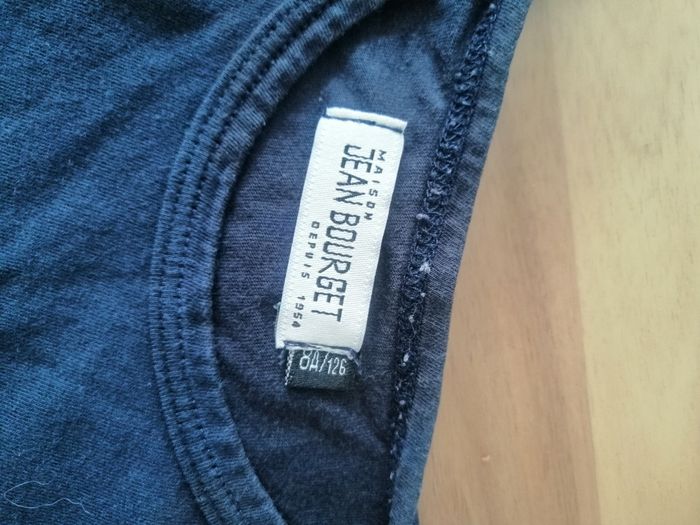 MAISON
JEAN BOURGET
DEPUIS 1954
8A/126